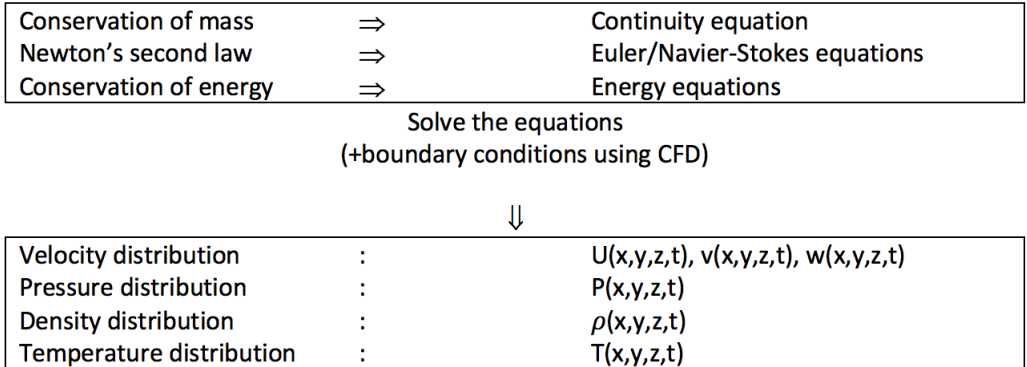 Conservation of mass ⇒ Continuity equation
Newton’s second law ⇒ Euler/Navier-Stokes equations
Conservation of energy ⇒ Energy equations
Solve the equations
(+boundary conditions using CFD)
⇓
Velocity distribution : U(x,y,z,t), v(x,y,z,t), w(x,y,z,t)
Pressure distribution : P(x,y,z,t)
Density distribution : ρ(x,y,z,t)
Temperature distribution : T(x,y,z,t)